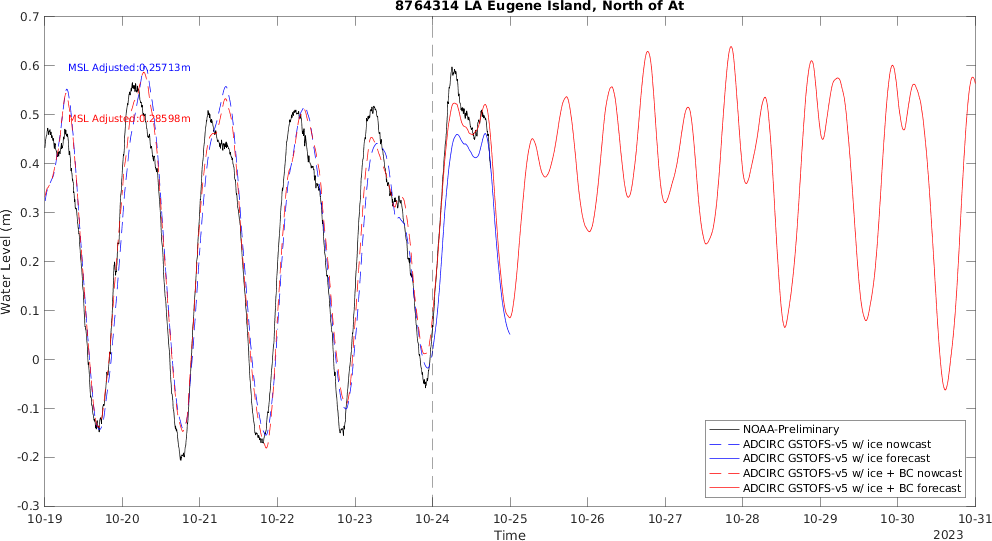 8764314 LA Eugene Island, North of At
Water Level (m)
0.7
0.6
0.5
0.4
0.3
0.2
0.1
0
-0.1
-0.2
-0.3
MSL Adjusted:0.25713m
MSL Adjusted:0.28598m
NOAA-Preliminary
ADCIRC GSTOFS-v5 w/ ice nowcast
ADCIRC GSTOFS-v5 w/ ice forecast
ADCIRC GSTOFS-v5 w/ ice + BC nowcast
ADCIRC GSTOFS-v5 w/ ice + BC forecast
10-19 10-20 10-21 10-22 10-23 10-24 10-25 10-26 10-27 10-28 10-29 10-30 10-31
Time
2023